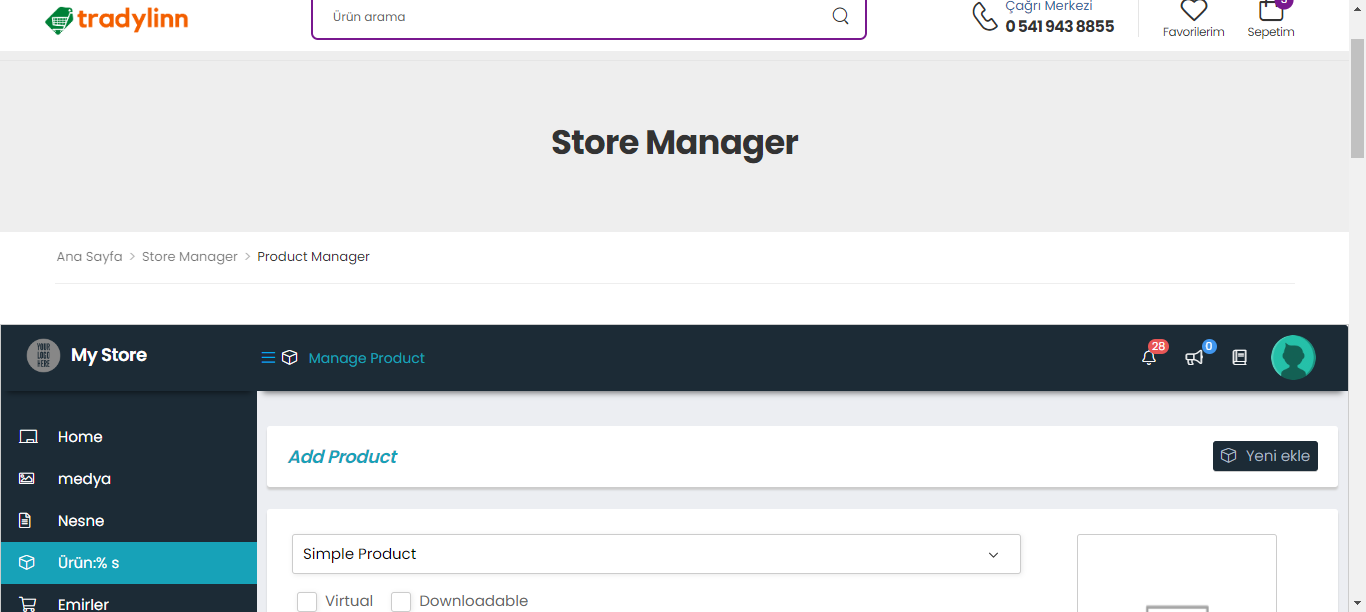 tradylinn
Ürün arama
Çağrı Merkezi
0 541 943 8855
Favorilerim
Sepetim
Store Manager
Ana Sayfa > Store Manager > Product Manager
YOUR LOGO HERE
My Store
Manage Product
28
0
Home
medya
Nesne
Ürün:% s
Emirler
Add Product
Yeni ekle
Simple Product
Virtual
Downloadable